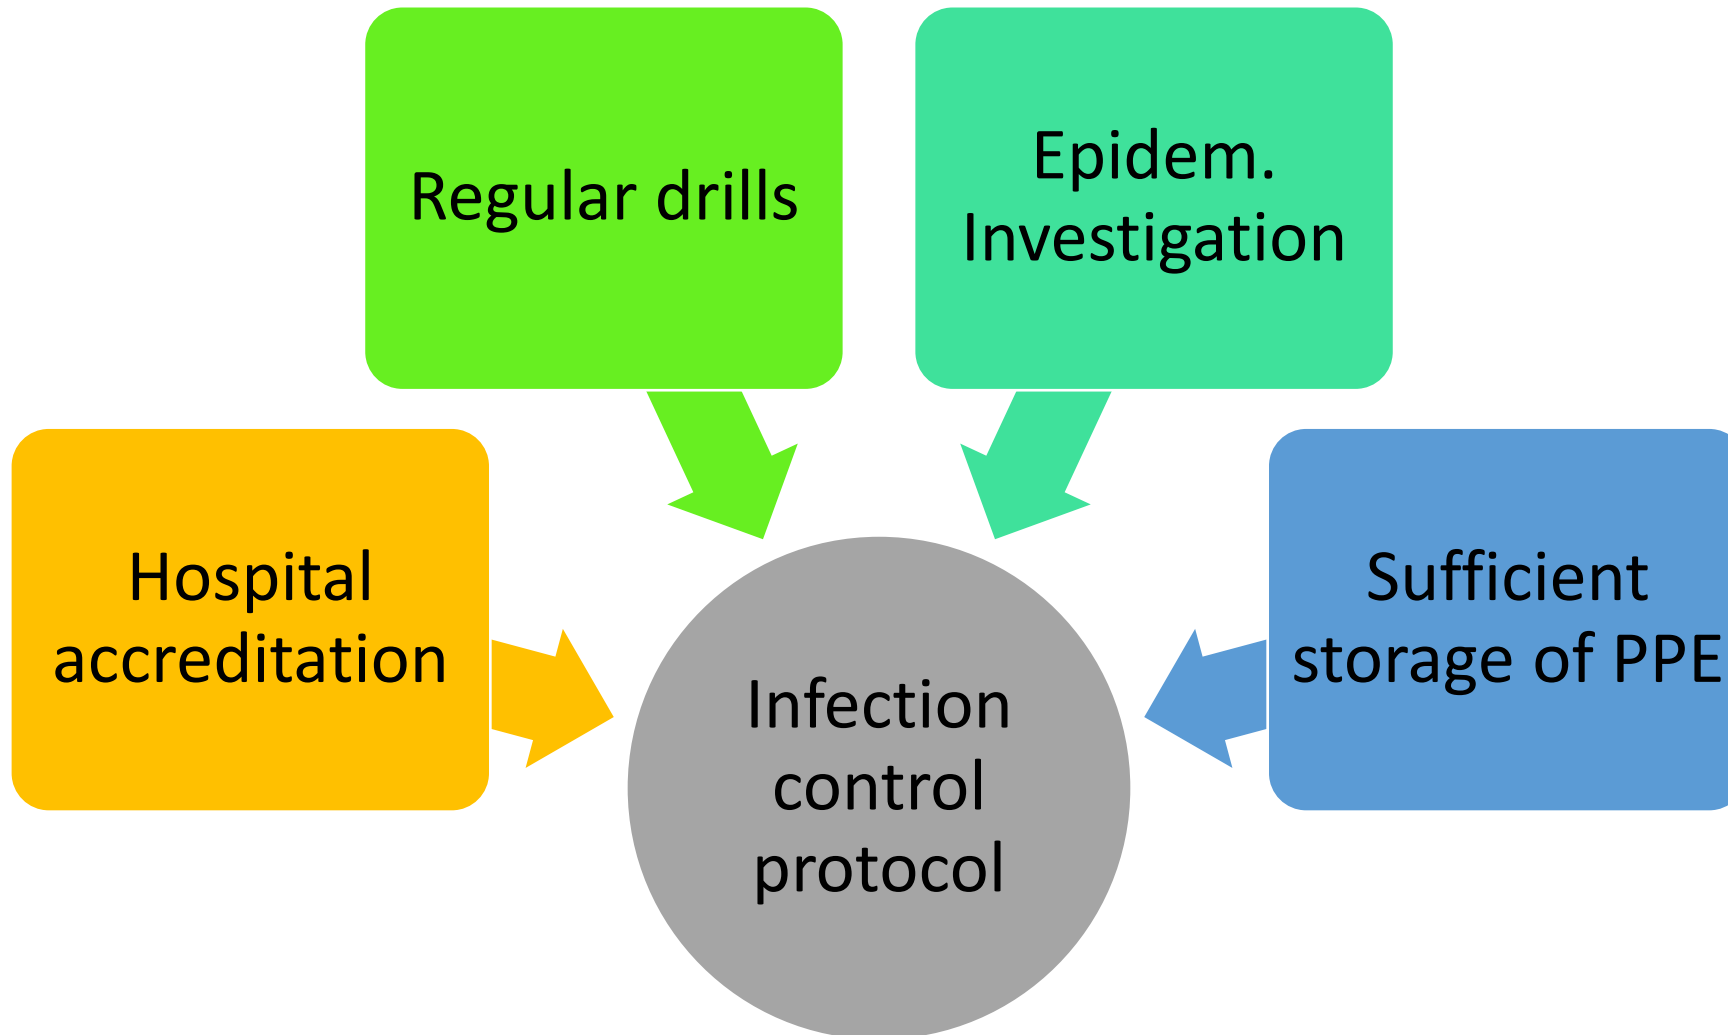 Regular drills
Epidem.
Investigation
Hospital
accreditation
Sufficient
storage of PPE
Infection
control
protocol